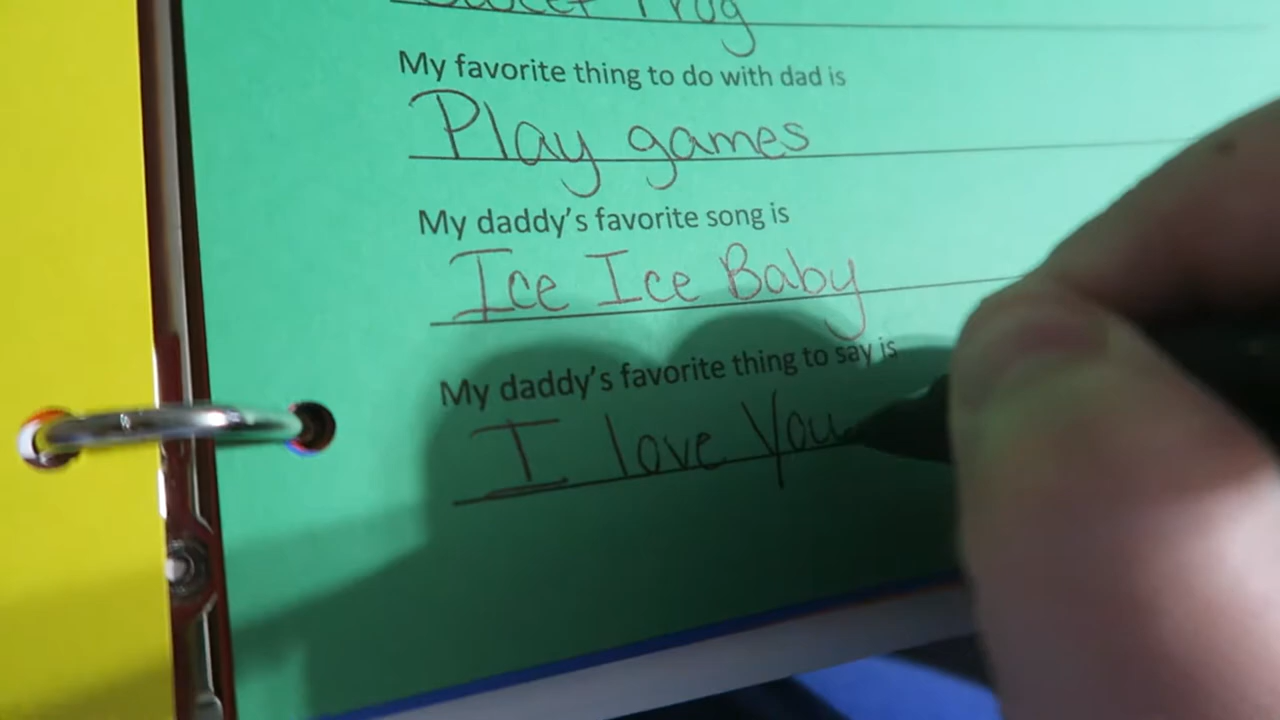 Frog
My favorite thing to do with dad is
Play games
My daddy's favorite song is
Ice Ice Baby
My daddy's favorite thing to say is
I love You